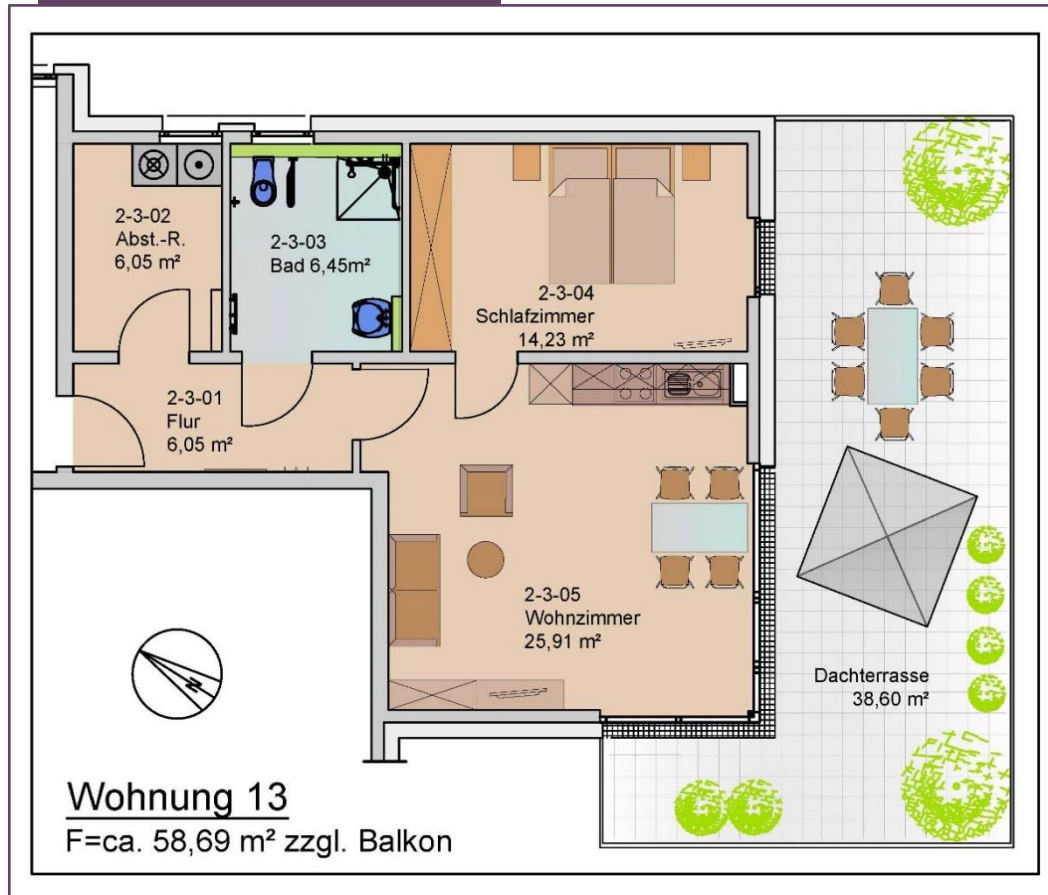 2-3-02
Abst.-R.
6,05 m²
2-3-03
Bad 6,45m²
2-3-04
Schlafzimmer
14,23 m²
2-3-01
Flur
6,05 m²
2-3-05
Wohnzimmer
25,91 m²
Dachterrasse
38,60 m²
N
Wohnung 13
F=ca. 58,69 m² zzgl. Balkon